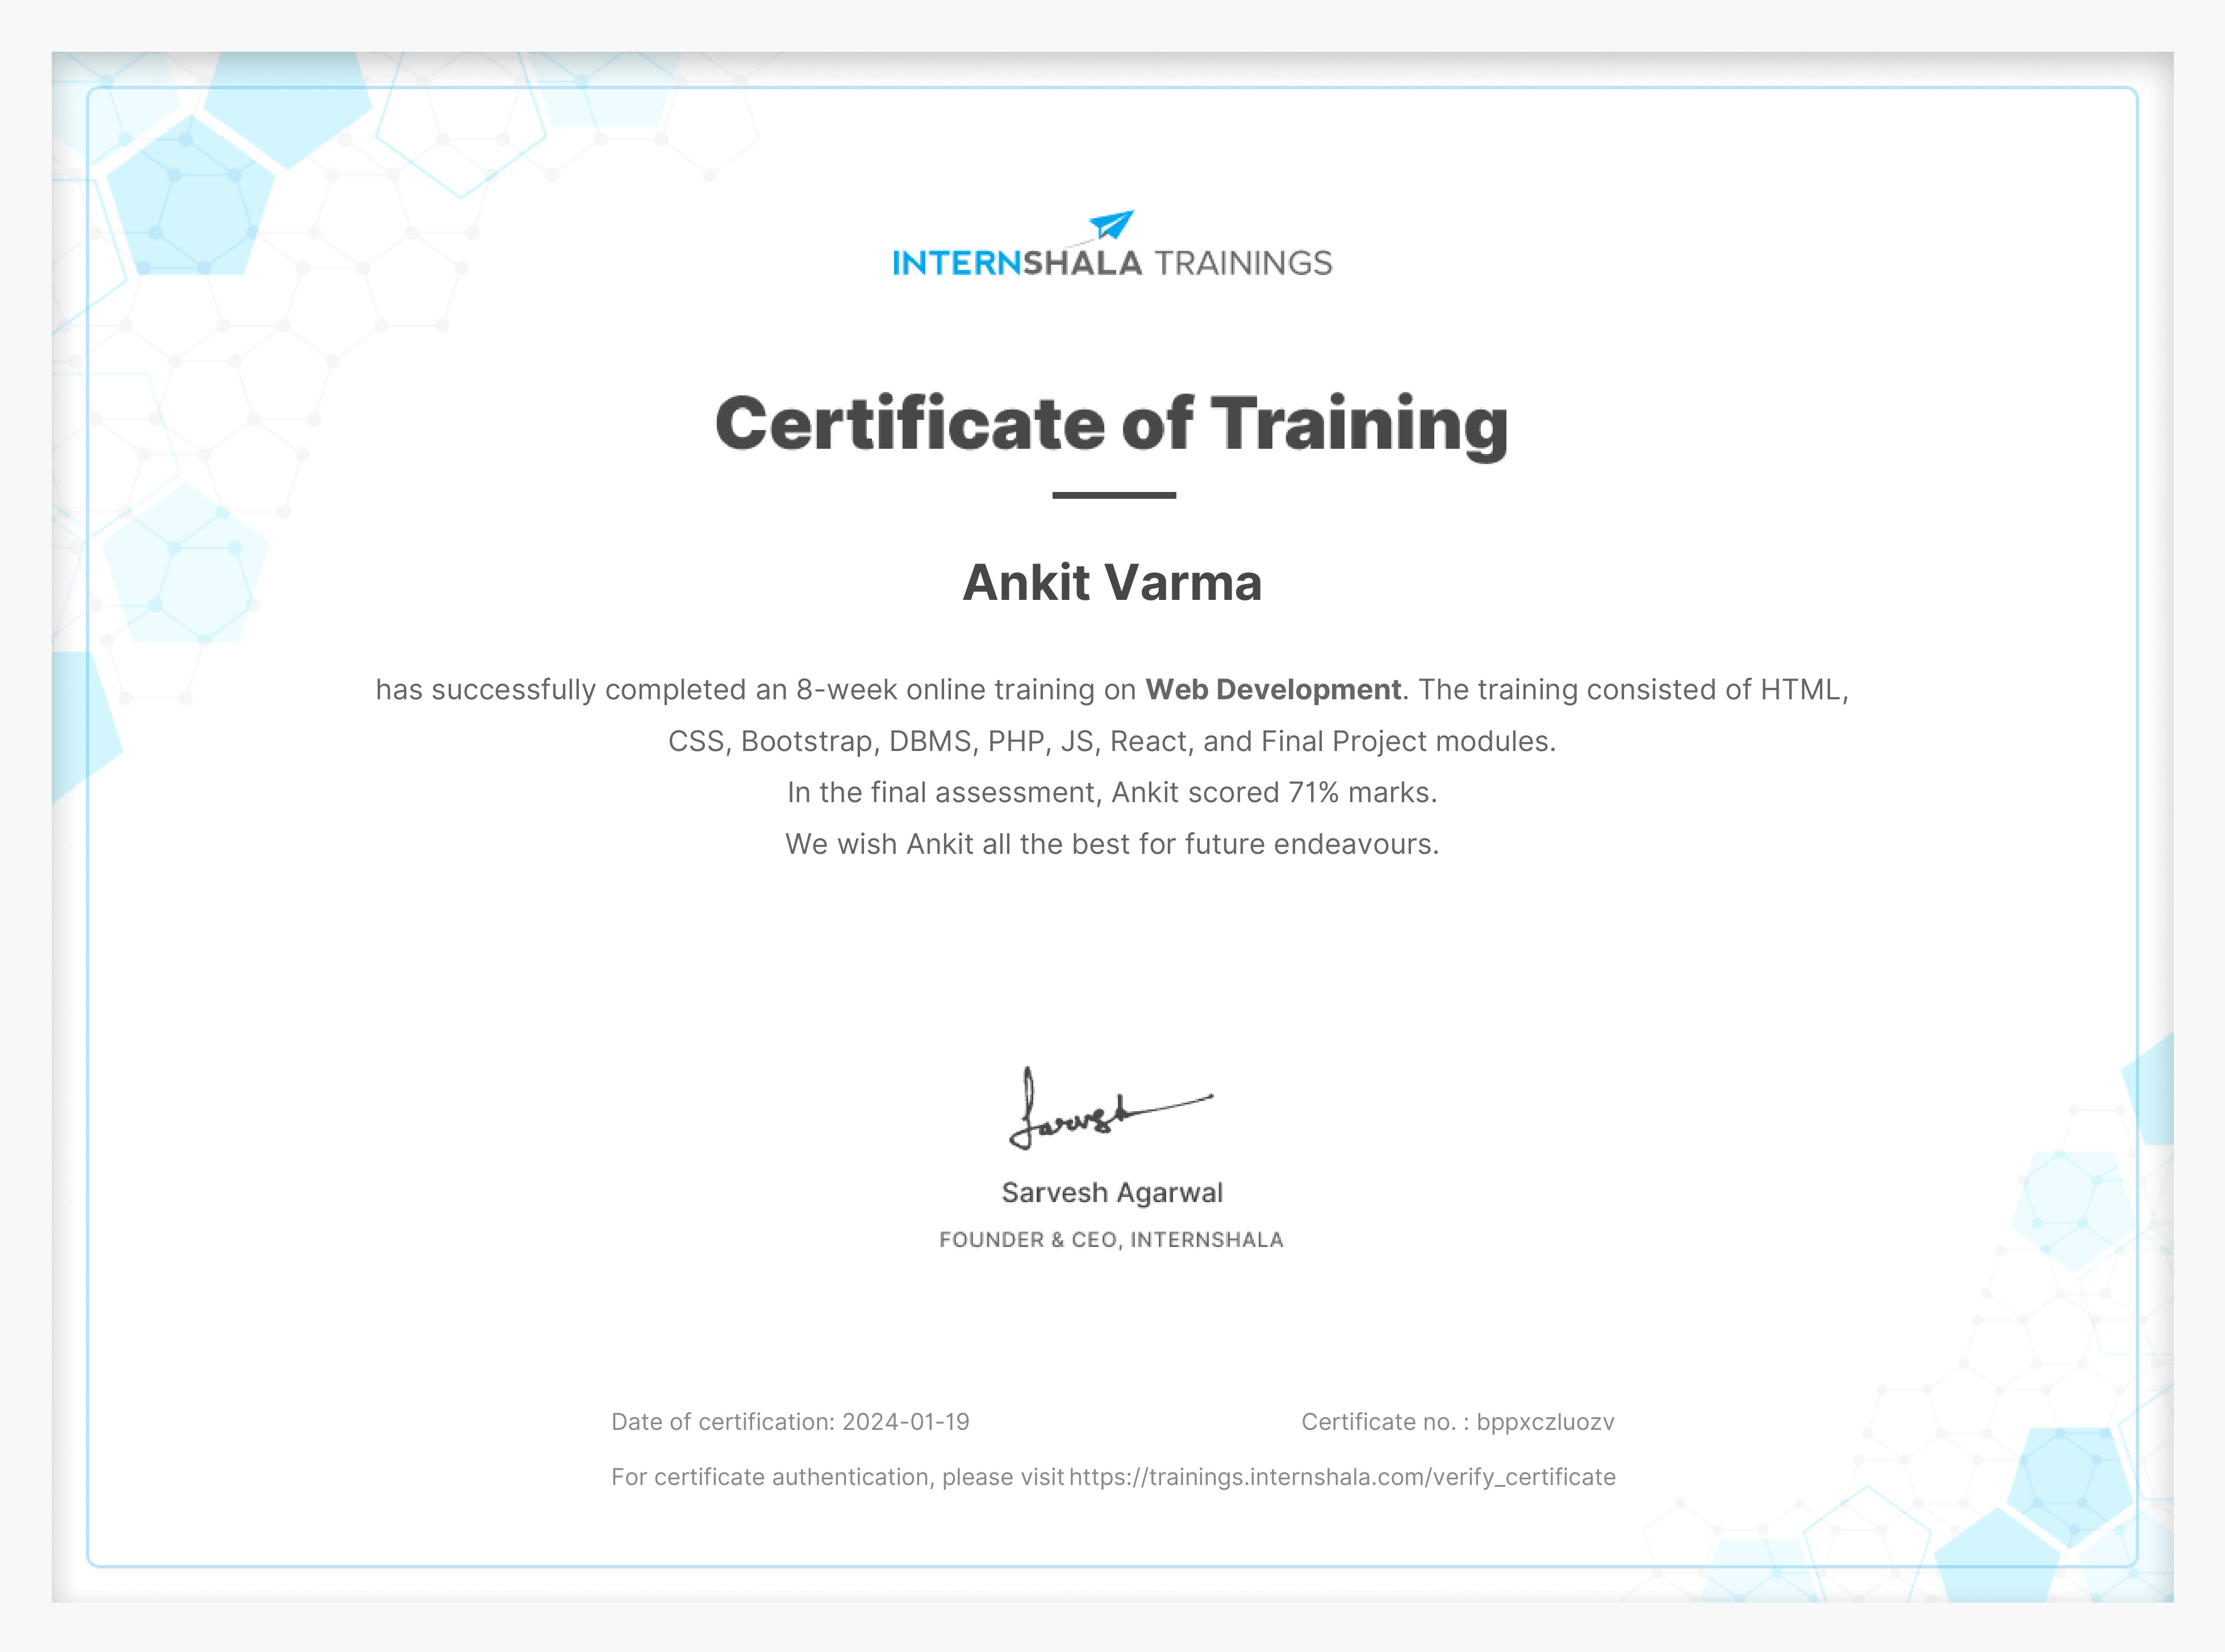 INTERNSHALA TRAININGS
Certificate of Training
Ankit Varma
has successfully completed an 8-week online training on Web Development. The training consisted of HTML,
CSS, Bootstrap, DBMS, PHP, JS, React, and Final Project modules.
In the final assessment, Ankit scored 71% marks.
We wish Ankit all the best for future endeavours.
Sarvesh
Sarvesh Agarwal
FOUNDER & CEO, INTERNSHALA
Date of certification: 2024-01-19 Certificate no. : bppxczluozv
For certificate authentication, please visit https://trainings.internshala.com/verify_certificate